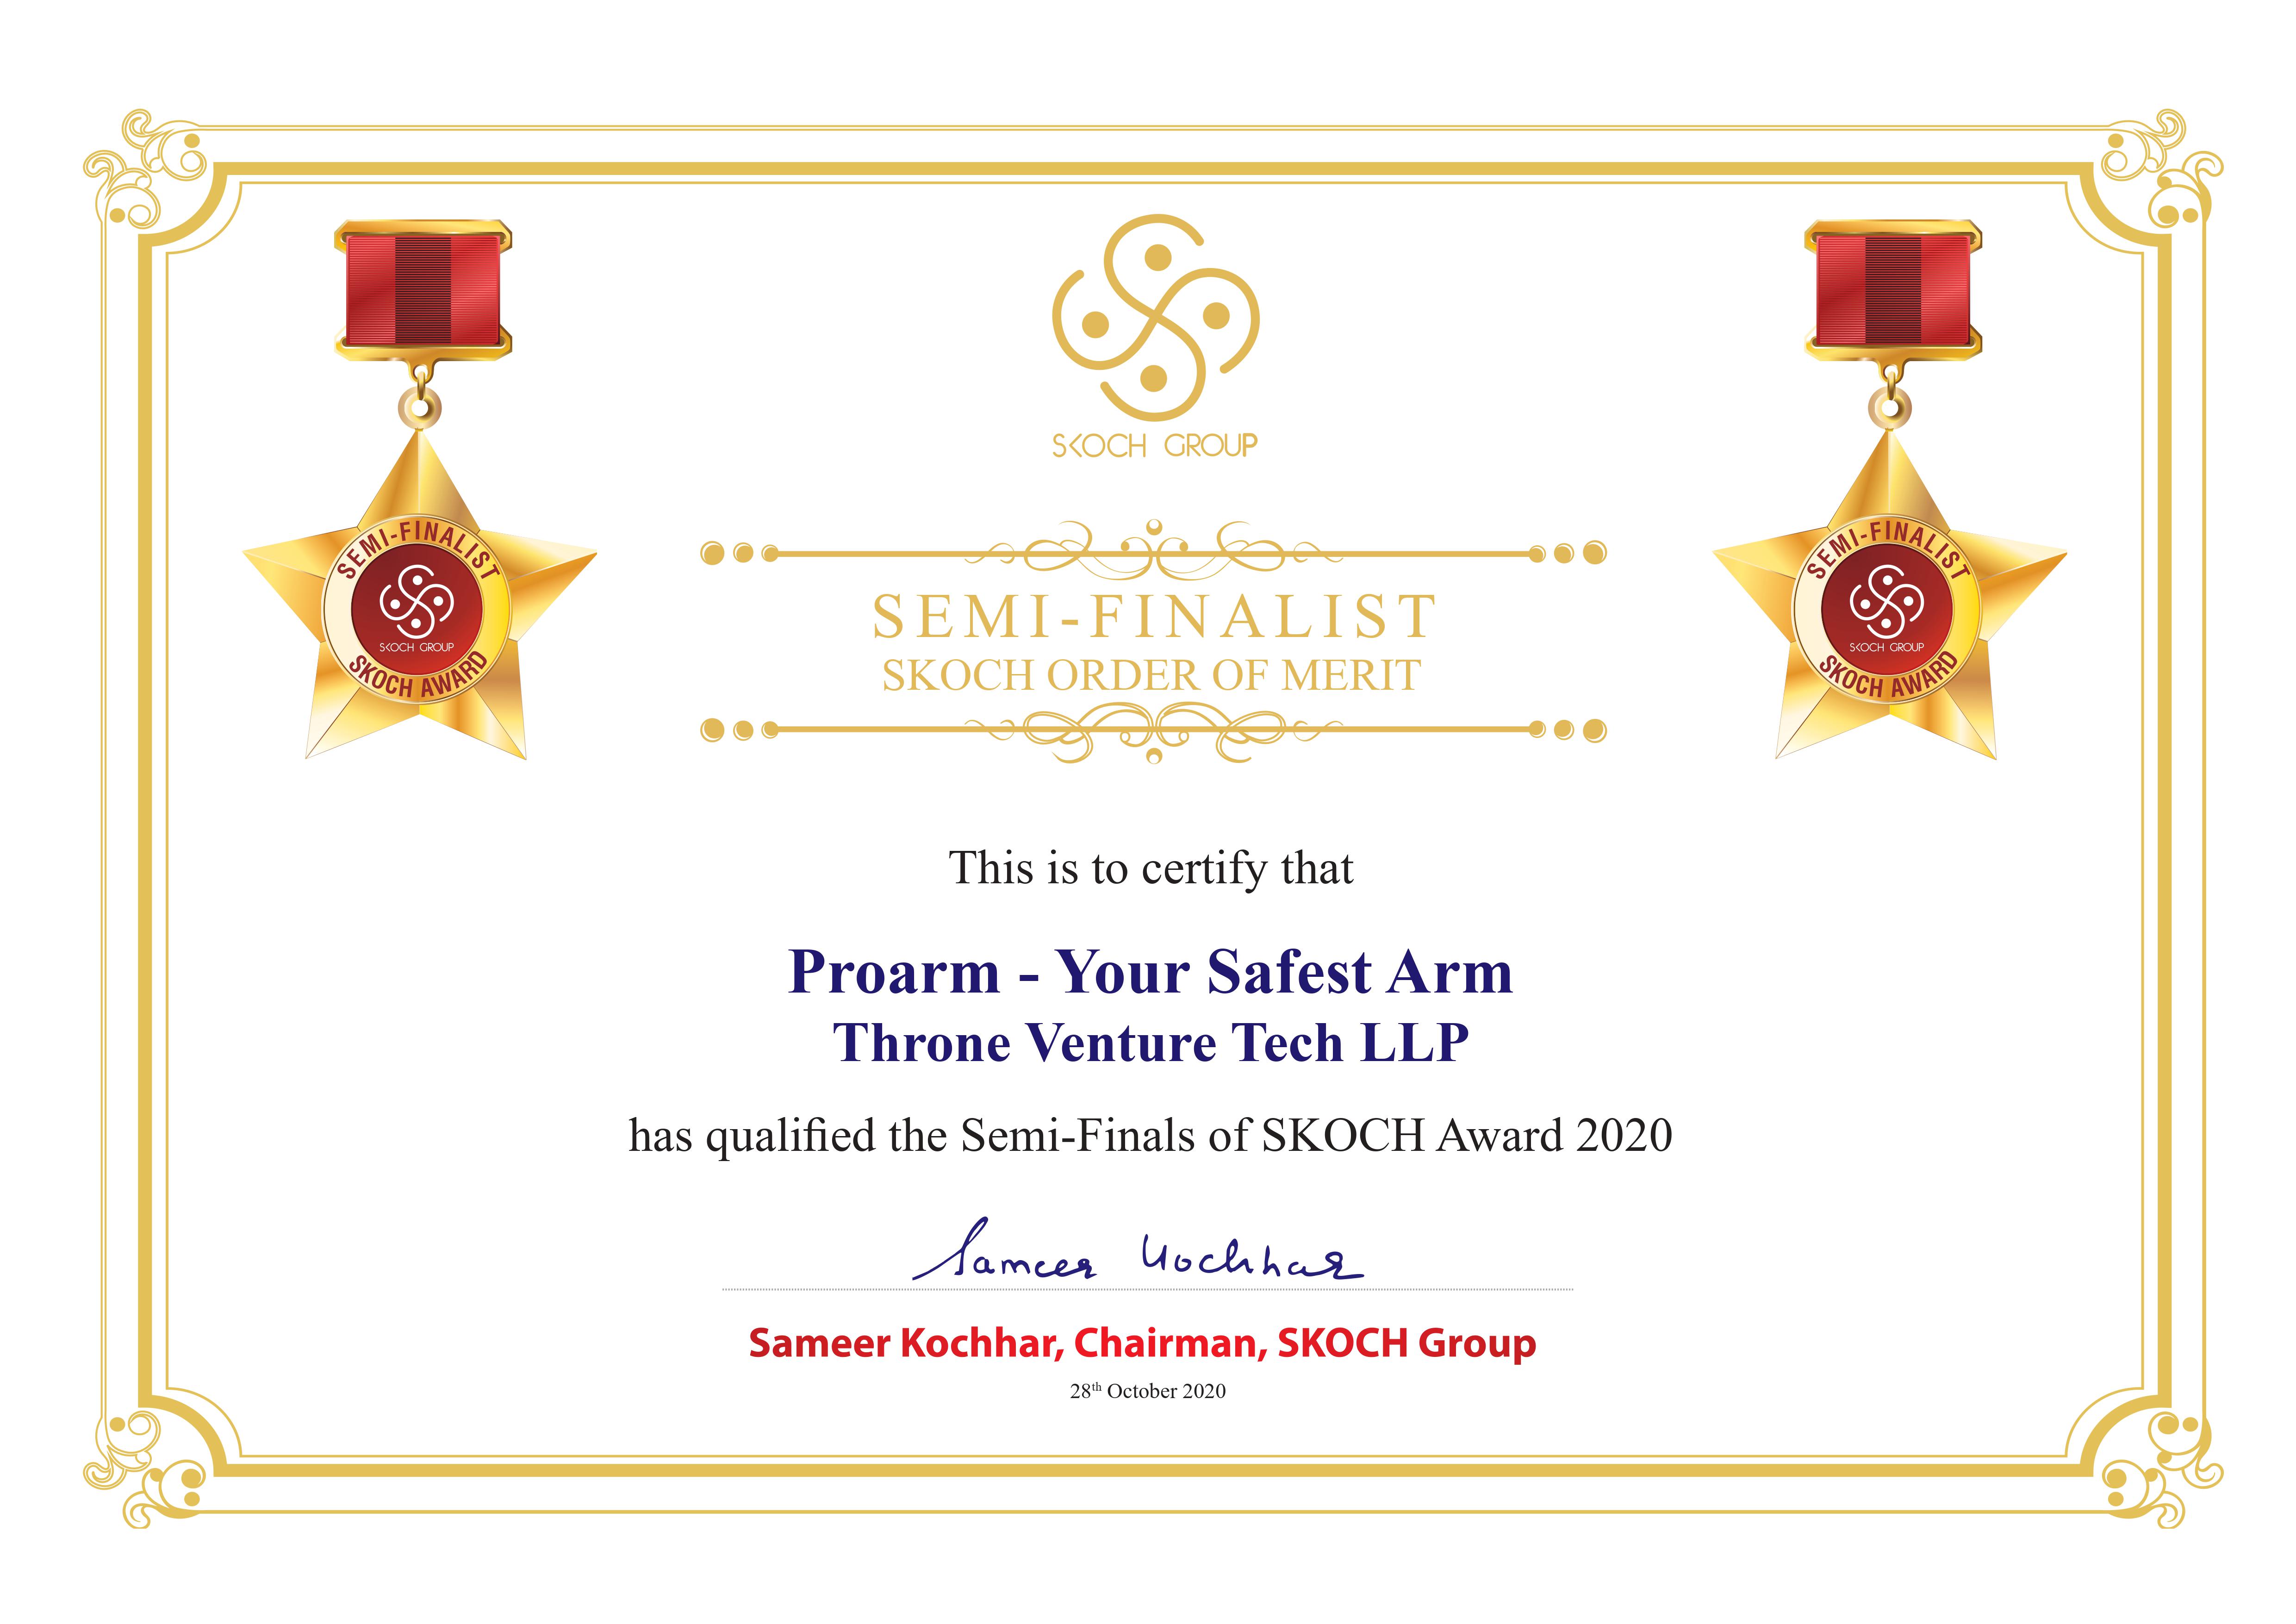 SKOCH GROUP
SEMI-FINALIST
SKOCH GROUP
SKOCH AWARD
SEMI-FINALIST
SKOCH GROUP
SKOCH AWARD
SEMI-FINALIST
SKOCH ORDER OF MERIT
This is to certify that
Proarm - Your Safest Arm
Throne Venture Tech LLP
has qualified the Semi-Finals of SKOCH Award 2020
Sameer Kochhar
Sameer Kochhar, Chairman, SKOCH Group
28th October 2020